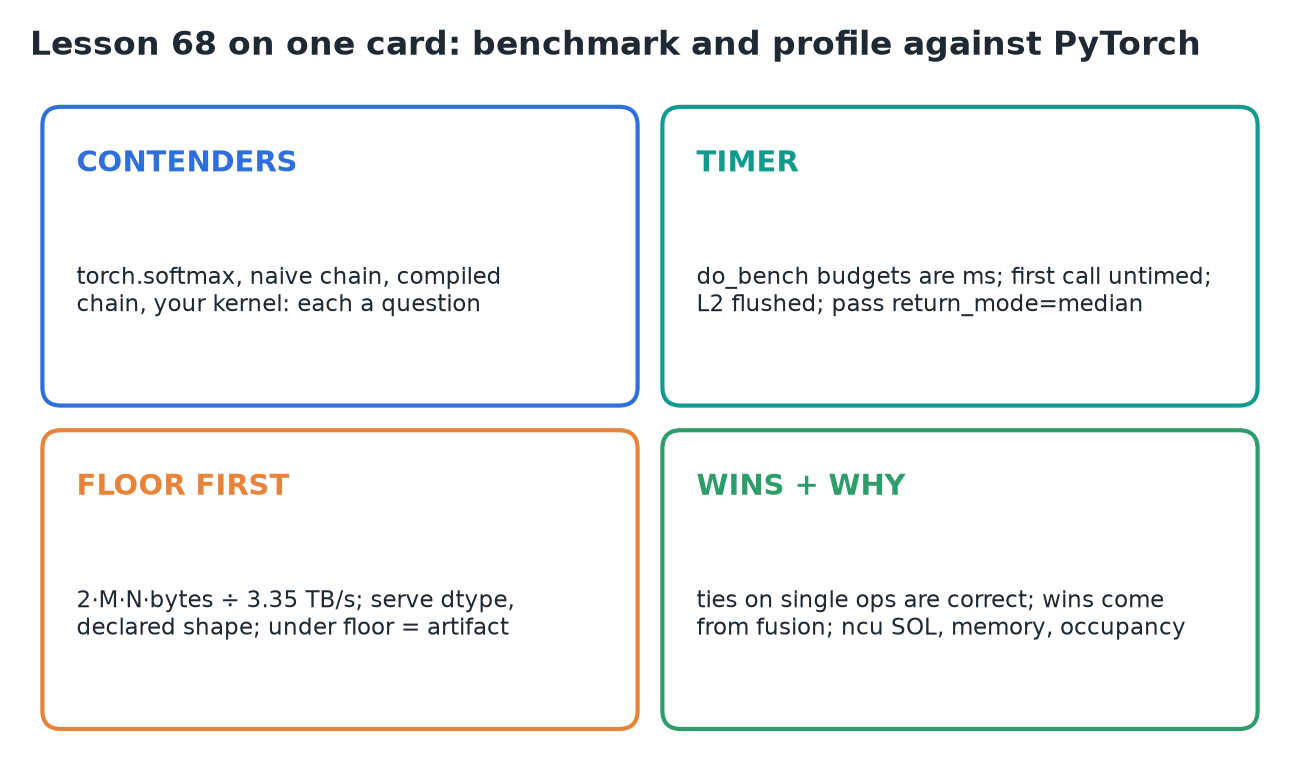 Lesson 68 on one card: benchmark and profile against PyTorch
CONTENDERS
torch.softmax, naive chain, compiled
chain, your kernel: each a question
TIMER
do_bench budgets are ms; first call untimed;
L2 flushed; pass return_mode=median
FLOOR FIRST
2·M·N·bytes ÷ 3.35 TB/s; serve dtype,
declared shape; under floor = artifact
WINS + WHY
ties on single ops are correct; wins come
from fusion; ncu SOL, memory, occupancy